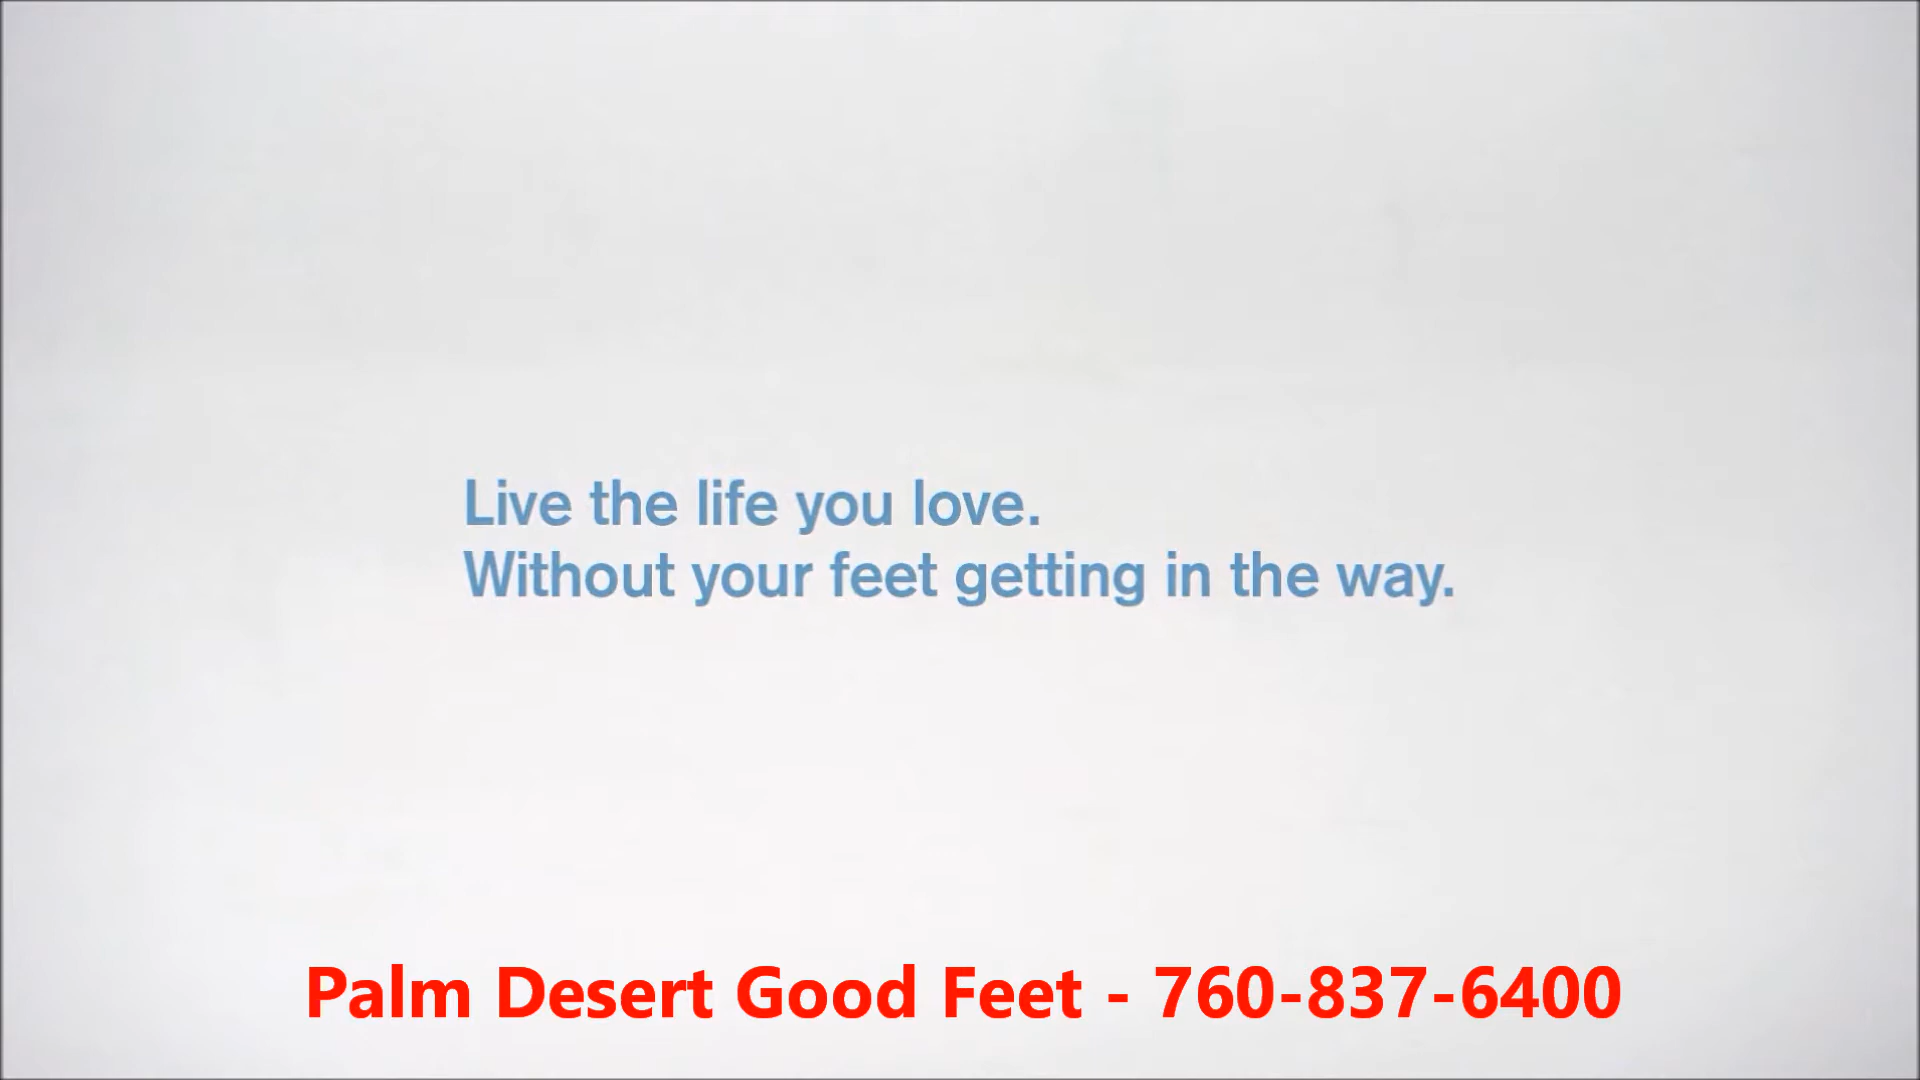 Live the life you love.
Without your feet getting in the way.
Palm Desert Good Feet - 760-837-6400